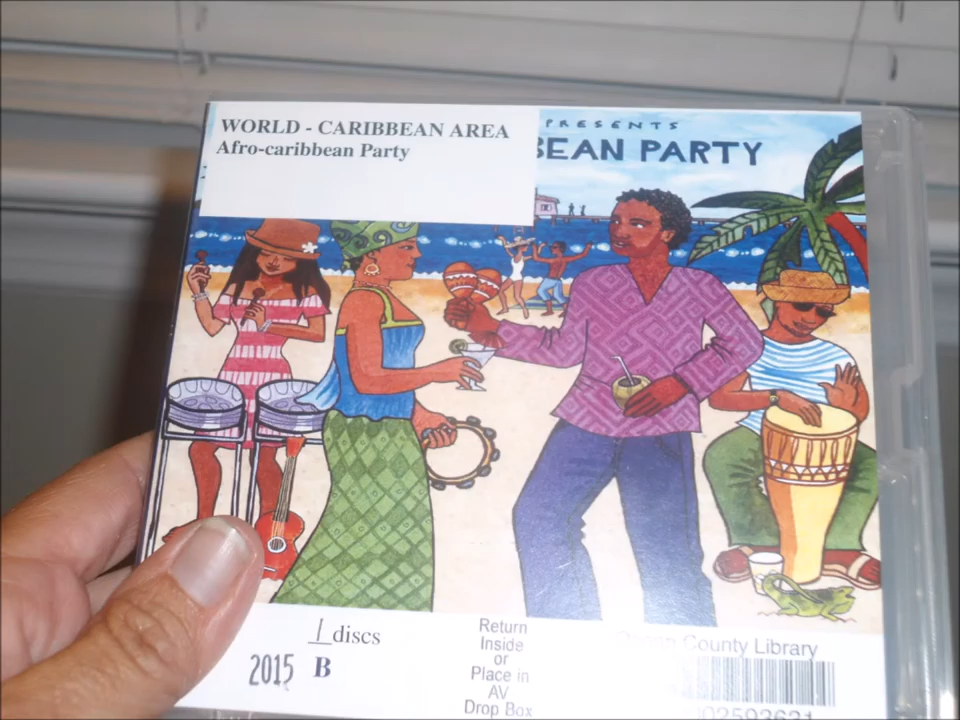 WORLD - CARIBBEAN AREA
Afro-caribbean Party
PRESENTS
BEAN PARTY
1 discs
2015 B
Return
Inside
or
Place in
AV
Drop Box
County Library